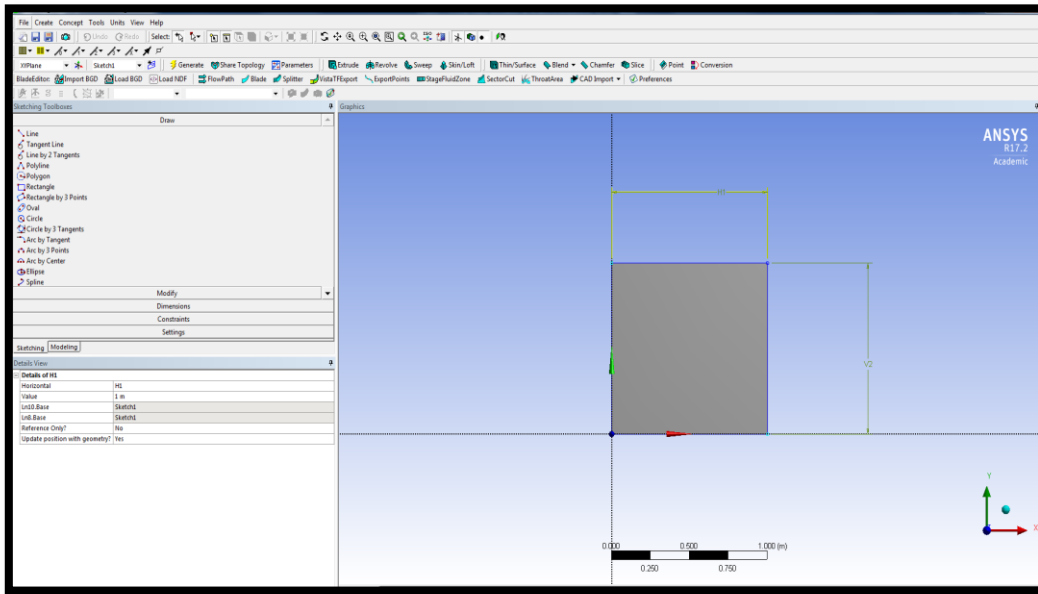 File Create Concept Tools Units View Help
Undo Redo Select:
XYPlane Sketch1 Generate Share Topology Parameters Extrude Revolve Sweep Skin/Loft Thin/Surface Blend Chamfer Slice Point Conversion
BladeEditor: Import BGD Load BGD Load NDF FlowPath Blade Splitter VistaTFExport ExportPoints StageFluidZone SectorCut ThroatArea CAD Import Preferences
Sketching Toolboxes
Graphics
Draw
Line
Tangent Line
Line by 2 Tangents
Polyline
Polygon
Rectangle
Rectangle by 3 Points
Oval
Circle
Circle by 3 Tangents
Arc by Tangent
Arc by 3 Points
Arc by Center
Ellipse
Spline
Modify
Dimensions
Constraints
Settings
Sketching Modeling
Details View
Details of H1
Horizontal H1
Value 1 m
Ln10.Base Sketch1
Ln8.Base Sketch1
Reference Only? No
Update position with geometry? Yes
ANSYS
R17.2
Academic
V2
Y
X
0.000 0.500 1.000 (m)
0.250 0.750